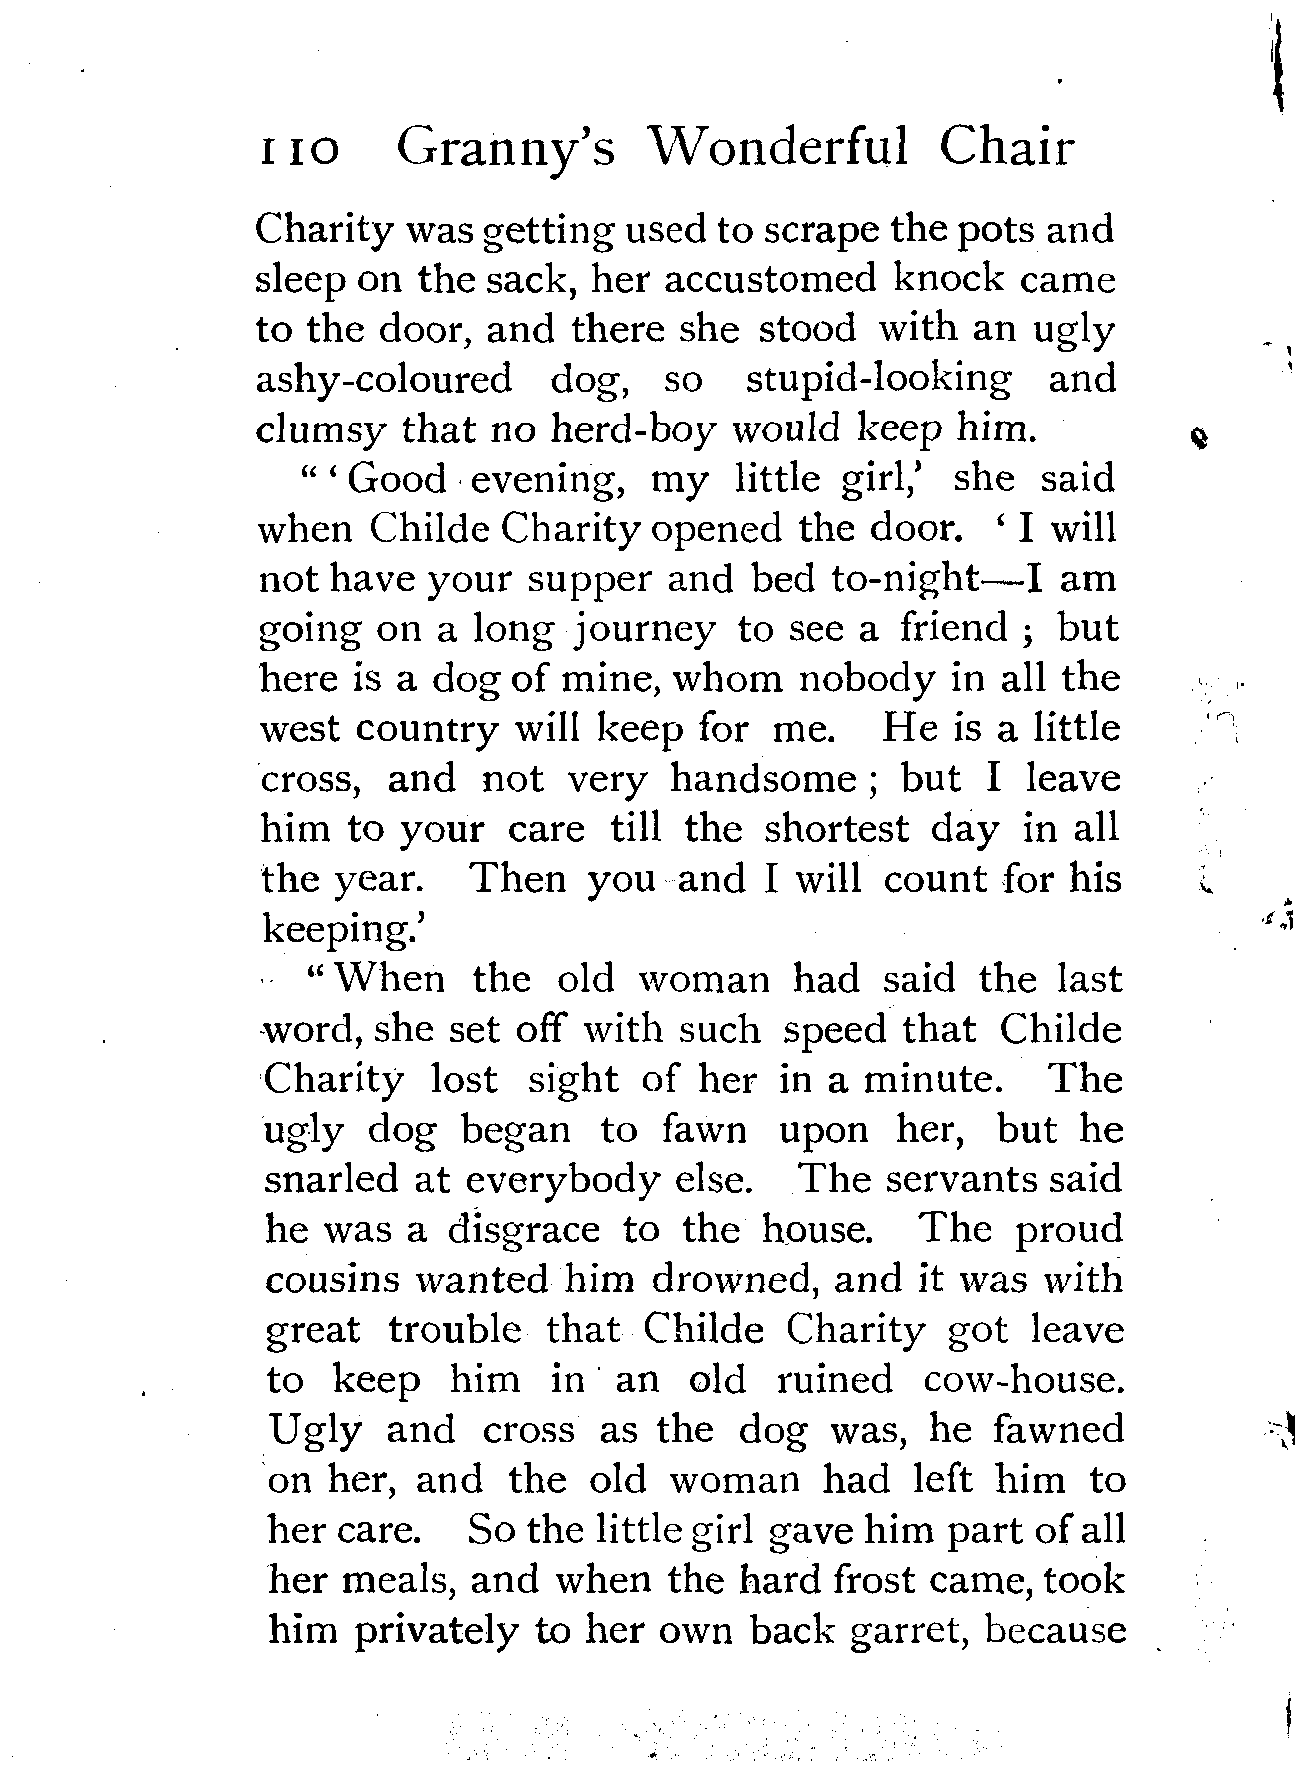 110 Granny's Wonderful Chair
Charity was getting used to scrape the pots and
sleep on the sack, her accustomed knock came
to the door, and there she stood with an ugly
ashy-coloured dog, so stupid-looking and
clumsy that no herd-boy would keep him.
“ ‘ Good evening, my little girl,’ she said
when Childe Charity opened the door. ‘ I will
not have your supper and bed to-night—I am
going on a long journey to see a friend ; but
here is a dog of mine, whom nobody in all the
west country will keep for me. He is a little
cross, and not very handsome ; but I leave
him to your care till the shortest day in all
the year. Then you and I will count for his
keeping.’
“ When the old woman had said the last
word, she set off with such speed that Childe
Charity lost sight of her in a minute. The
ugly dog began to fawn upon her, but he
snarled at everybody else. The servants said
he was a disgrace to the house. The proud
cousins wanted him drowned, and it was with
great trouble that Childe Charity got leave
to keep him in an old ruined cow-house.
Ugly and cross as the dog was, he fawned
on her, and the old woman had left him to
her care. So the little girl gave him part of all
her meals, and when the hard frost came, took
him privately to her own back garret, because